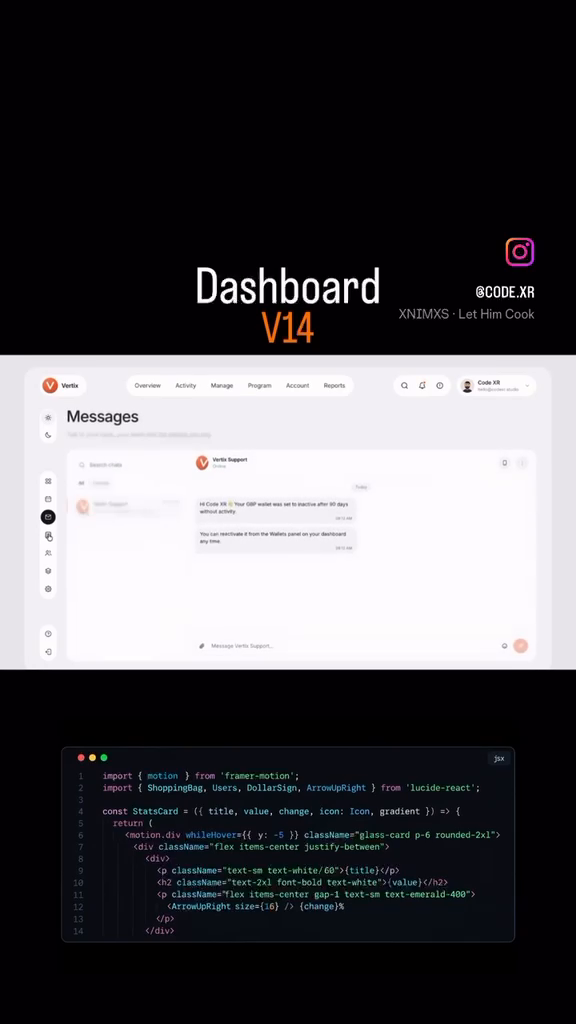 Dashboard
V14
@CODE.XR
XNIMXS · Let Him Cook
Vertix
Overview
Activity
Manage
Program
Account
Reports
Code XR
Messages
Search chats
Vertix Support
Online
Today
Hi Code XR 👋 Your GBP wallet was set to inactive after 90 days
without activity.
09:12 AM
You can reactivate it from the Wallets panel on your dashboard
any time.
09:13 AM
Message Vertix Support...
jsx
1 import { motion } from 'framer-motion';
2 import { ShoppingBag, Users, DollarSign, ArrowUpRight } from 'lucide-react';
3
4 const StatsCard = ({ title, value, change, icon: Icon, gradient }) => {
5 return (
6 <motion.div whileHover={{ y: -5 }} className="glass-card p-6 rounded-2xl">
7 <div className="flex items-center justify-between">
8 <div>
9 <p className="text-sm text-white/60">{title}</p>
10 <h2 className="text-2xl font-bold text-white">{value}</h2>
11 <p className="flex items-center gap-1 text-sm text-emerald-400">
12 <ArrowUpRight size={16} /> {change}%
13 </p>
14 </div>